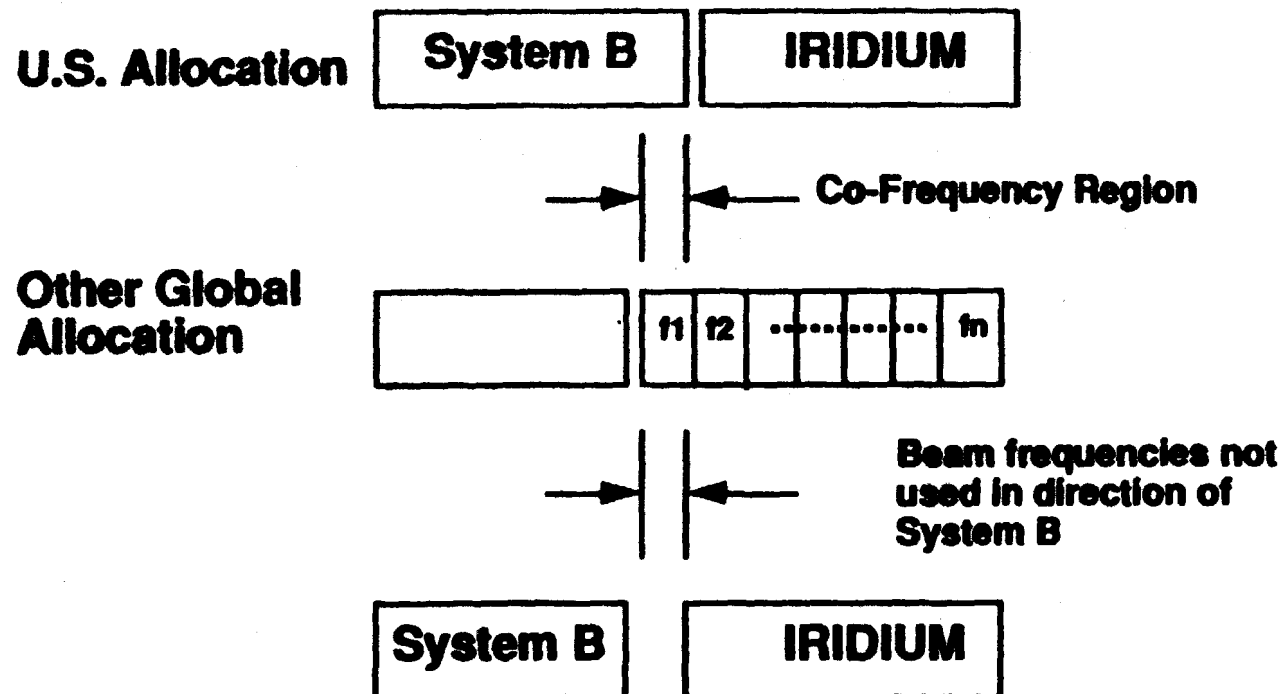 U.S. Allocation
System B
IRIDIUM
Co-Frequency Region
Other Global
Allocation
f1 f2 ............... fn
Beam frequencies not
used in direction of
System B
System B
IRIDIUM